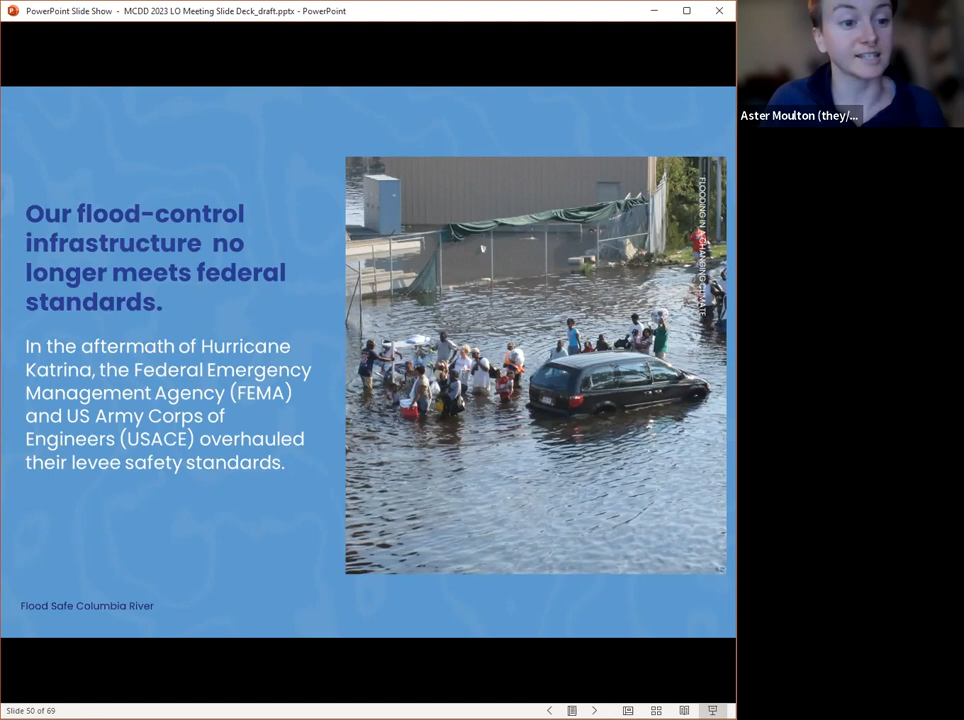 PowerPoint Slide Show - MCDD 2023 LO Meeting Slide Deck_draft.pptx - PowerPoint
Aster Moulton (they/...
Our flood-control
infrastructure no
longer meets federal
standards.
In the aftermath of Hurricane
Katrina, the Federal Emergency
Management Agency (FEMA)
and US Army Corps of
Engineers (USACE) overhauled
their levee safety standards.
FLOODING IN A CHANGING CLIMATE
Flood Safe Columbia River
Slide 50 of 69